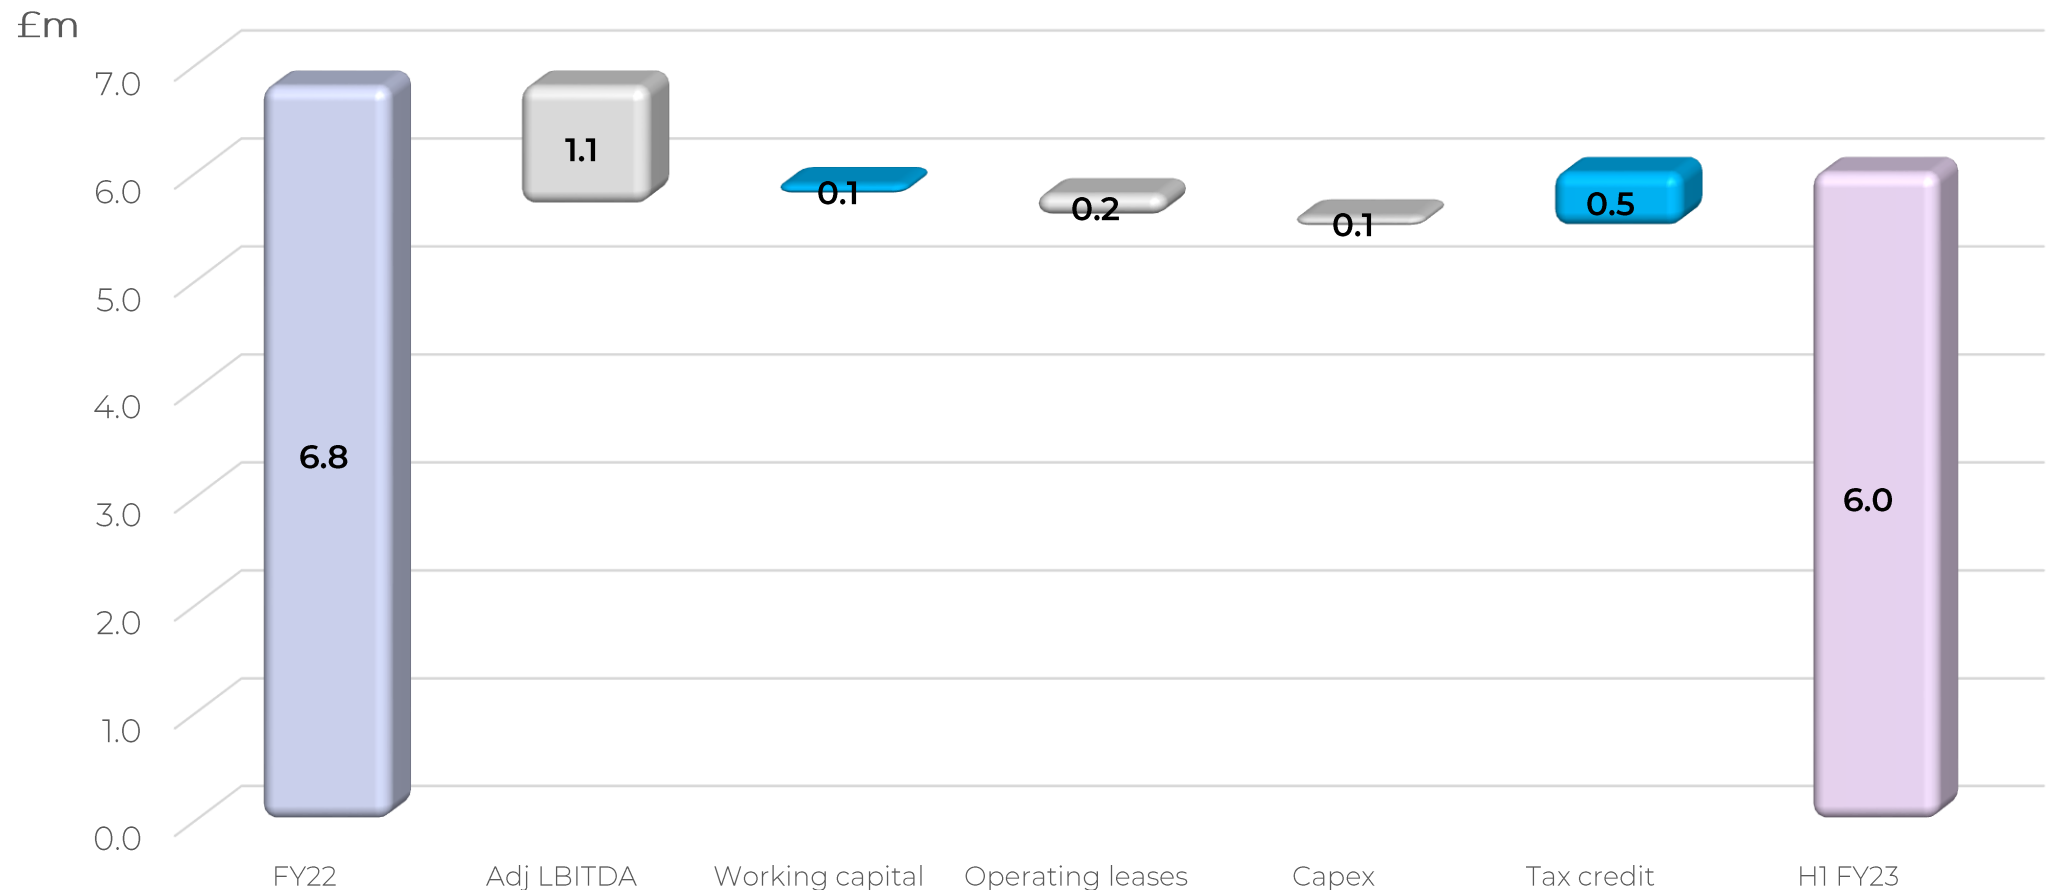 £m
7.0
6.0
5.0
4.0
3.0
2.0
1.0
0.0
6.8
1.1
0.1
0.2
0.1
0.5
6.0
FY22
Adj LBITDA
Working capital
Operating leases
Capex
Tax credit
H1 FY23